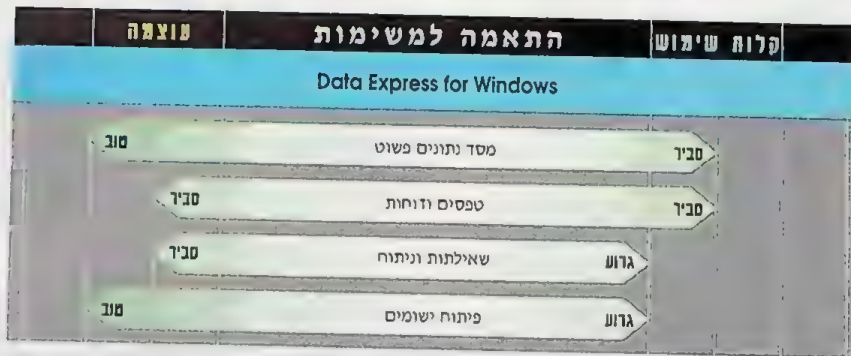 קלות שימוש התאמה למשימות עוצמה
Data Express for Windows
סביר מסד נתונים פשוט טוב
סביר טפסים ודוחות סביר
גרוע שאילתות וניתוח סביר
גרוע פיתוח ישומים טוב